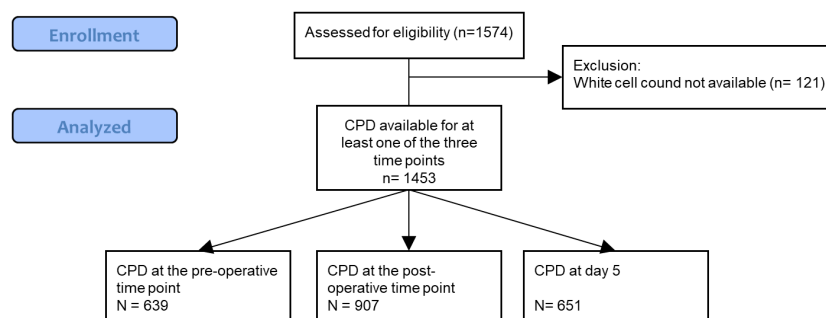 Enrollment
Assessed for eligibility (n=1574)
Exclusion:
White cell cound not available (n= 121)
Analyzed
CPD available for at
least one of the three
time points
n= 1453
CPD at the pre-operative
time point
N = 639
CPD at the post-
operative time point
N = 907
CPD at day 5
N= 651